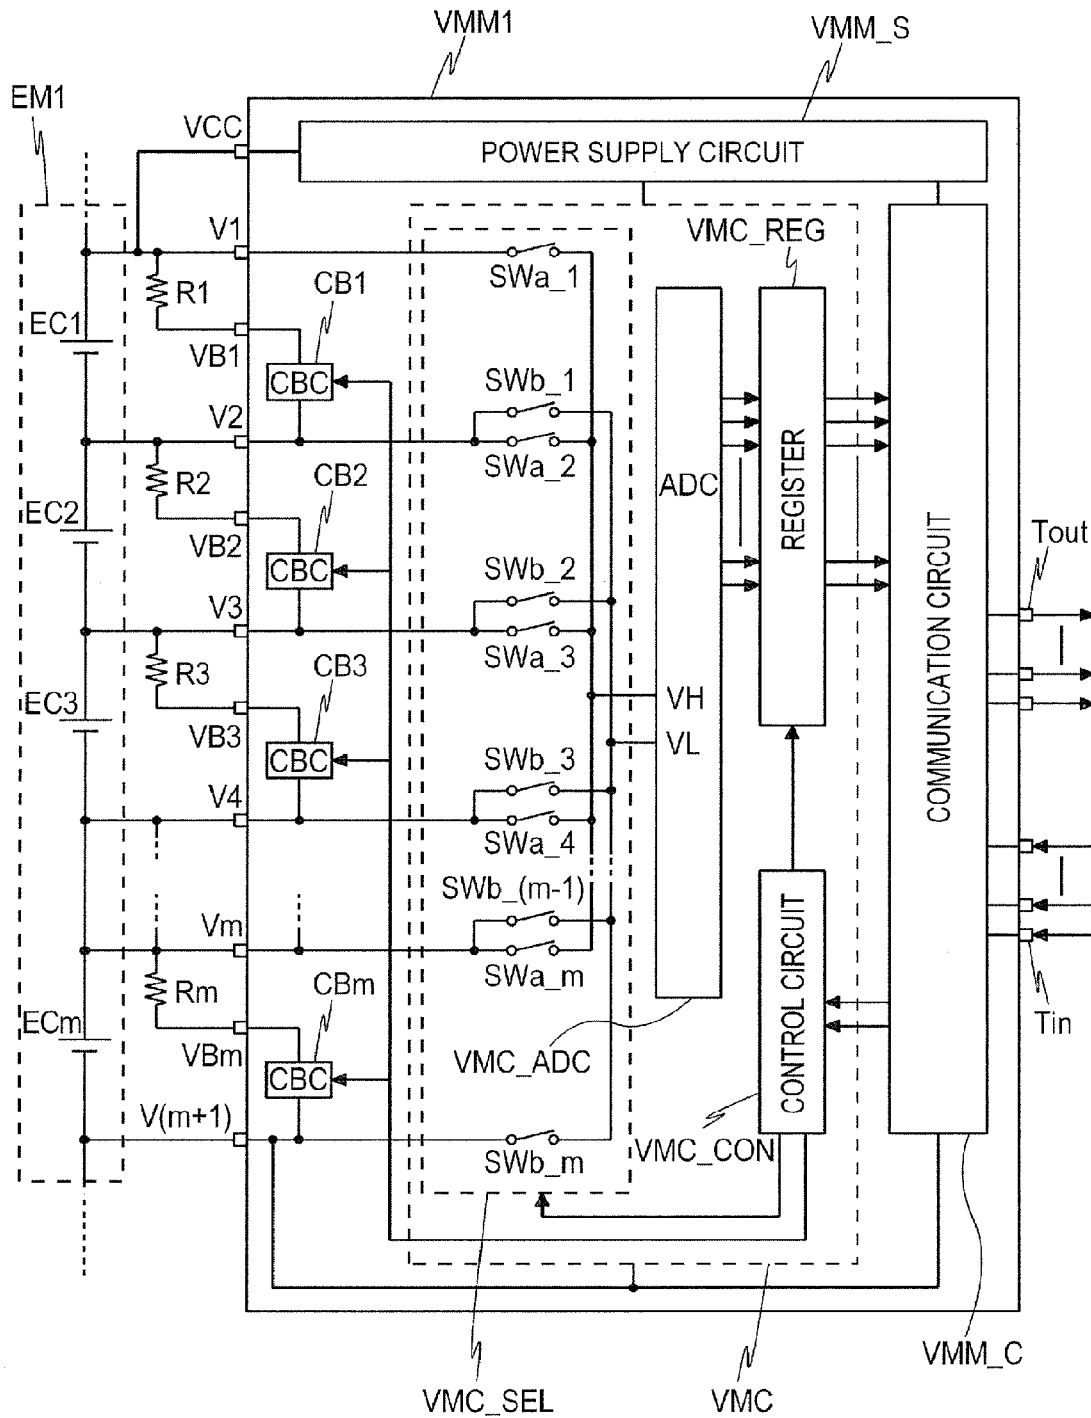 VMM1
VMM_S
EM1
VCC
POWER SUPPLY CIRCUIT
V1
VMC_REG
SWa_1
R1
CB1
EC1
VB1
CBC
SWb_1
V2
SWa_2
R2
CB2
ADC
REGISTER
EC2
VB2
CBC
SWb_2
Tout
V3
SWa_3
R3
CB3
COMMUNICATION CIRCUIT
EC3
VH
VB3
CBC
VL
SWb_3
V4
SWa_4
SWb_(m-1)
Vm
SWa_m
CONTROL CIRCUIT
Rm
CBm
ECm
Tin
VBm
VMC_ADC
CBC
V(m+1)
SWb_m
VMC_CON
VMM_C
VMC_SEL
VMC